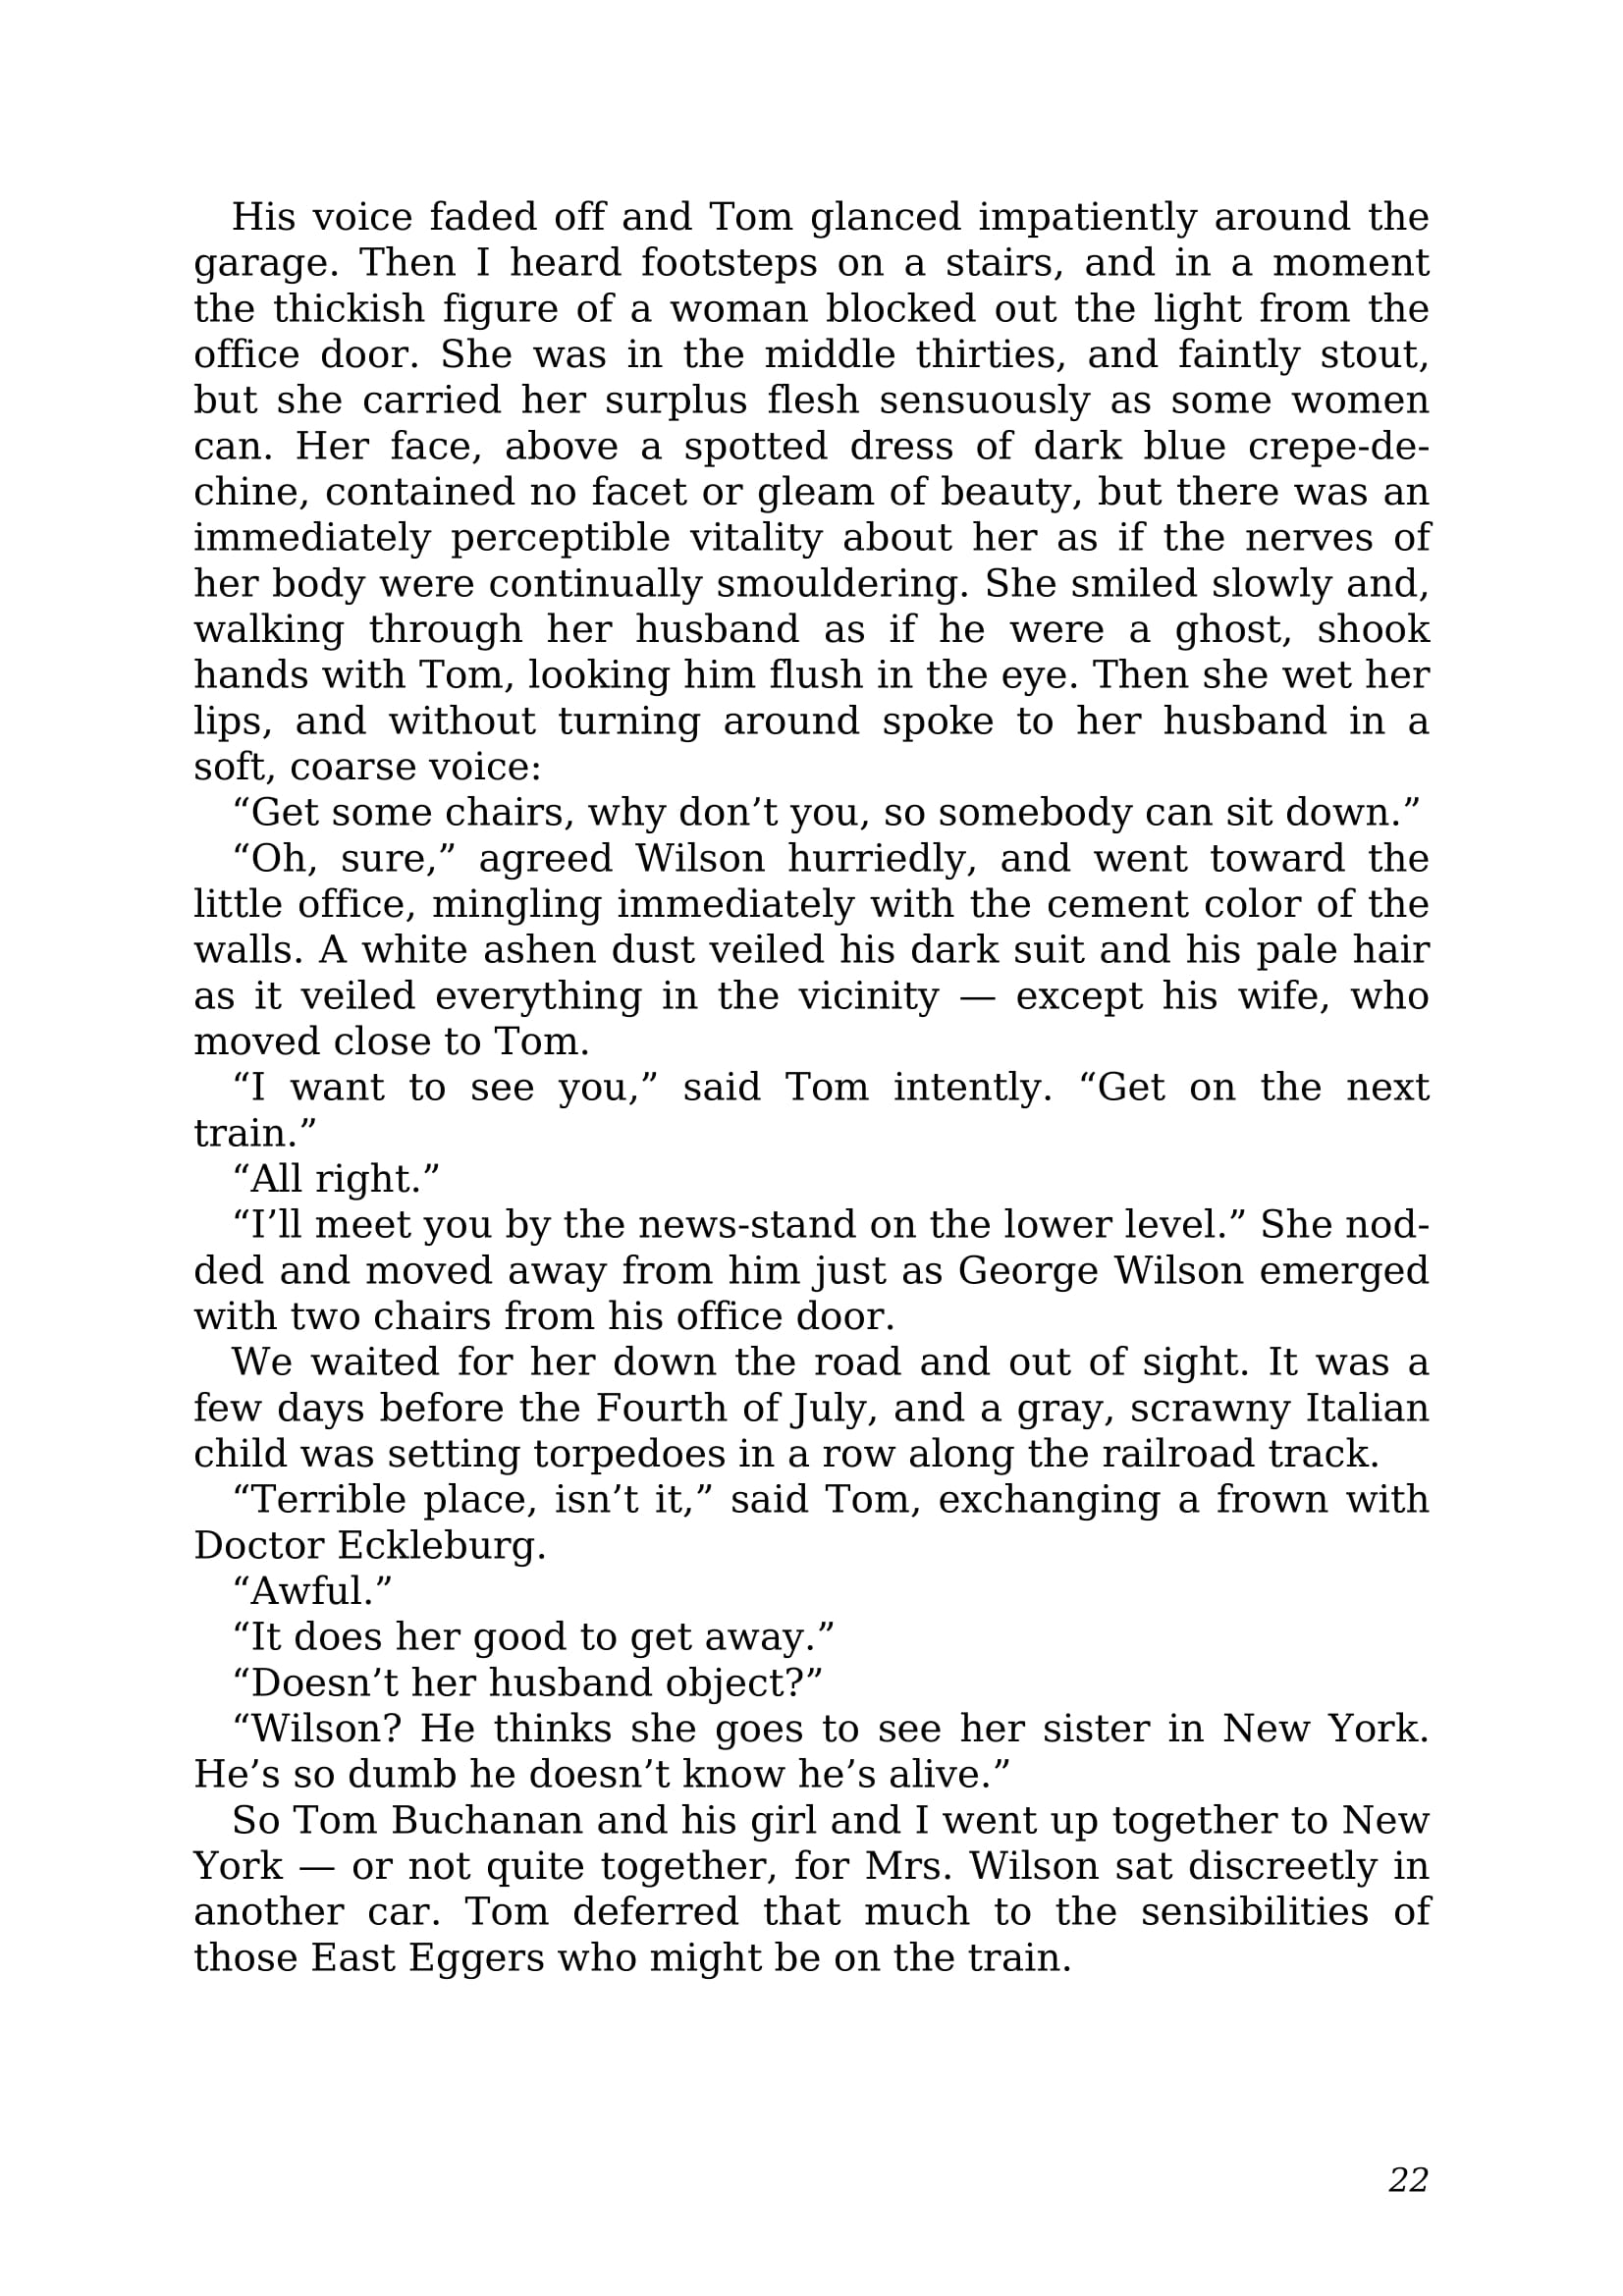 His voice faded off and Tom glanced impatiently around the
garage. Then I heard footsteps on a stairs, and in a moment
the thickish figure of a woman blocked out the light from the
office door. She was in the middle thirties, and faintly stout,
but she carried her surplus flesh sensuously as some women
can. Her face, above a spotted dress of dark blue crepe-de-
chine, contained no facet or gleam of beauty, but there was an
immediately perceptible vitality about her as if the nerves of
her body were continually smouldering. She smiled slowly and,
walking through her husband as if he were a ghost, shook
hands with Tom, looking him flush in the eye. Then she wet her
lips, and without turning around spoke to her husband in a
soft, coarse voice:
“Get some chairs, why don’t you, so somebody can sit down.”
“Oh, sure,” agreed Wilson hurriedly, and went toward the
little office, mingling immediately with the cement color of the
walls. A white ashen dust veiled his dark suit and his pale hair
as it veiled everything in the vicinity — except his wife, who
moved close to Tom.
“I want to see you,” said Tom intently. “Get on the next
train.”
“All right.”
“I’ll meet you by the news-stand on the lower level.” She nod-
ded and moved away from him just as George Wilson emerged
with two chairs from his office door.
We waited for her down the road and out of sight. It was a
few days before the Fourth of July, and a gray, scrawny Italian
child was setting torpedoes in a row along the railroad track.
“Terrible place, isn’t it,” said Tom, exchanging a frown with
Doctor Eckleburg.
“Awful.”
“It does her good to get away.”
“Doesn’t her husband object?”
“Wilson? He thinks she goes to see her sister in New York.
He’s so dumb he doesn’t know he’s alive.”
So Tom Buchanan and his girl and I went up together to New
York — or not quite together, for Mrs. Wilson sat discreetly in
another car. Tom deferred that much to the sensibilities of
those East Eggers who might be on the train.
22